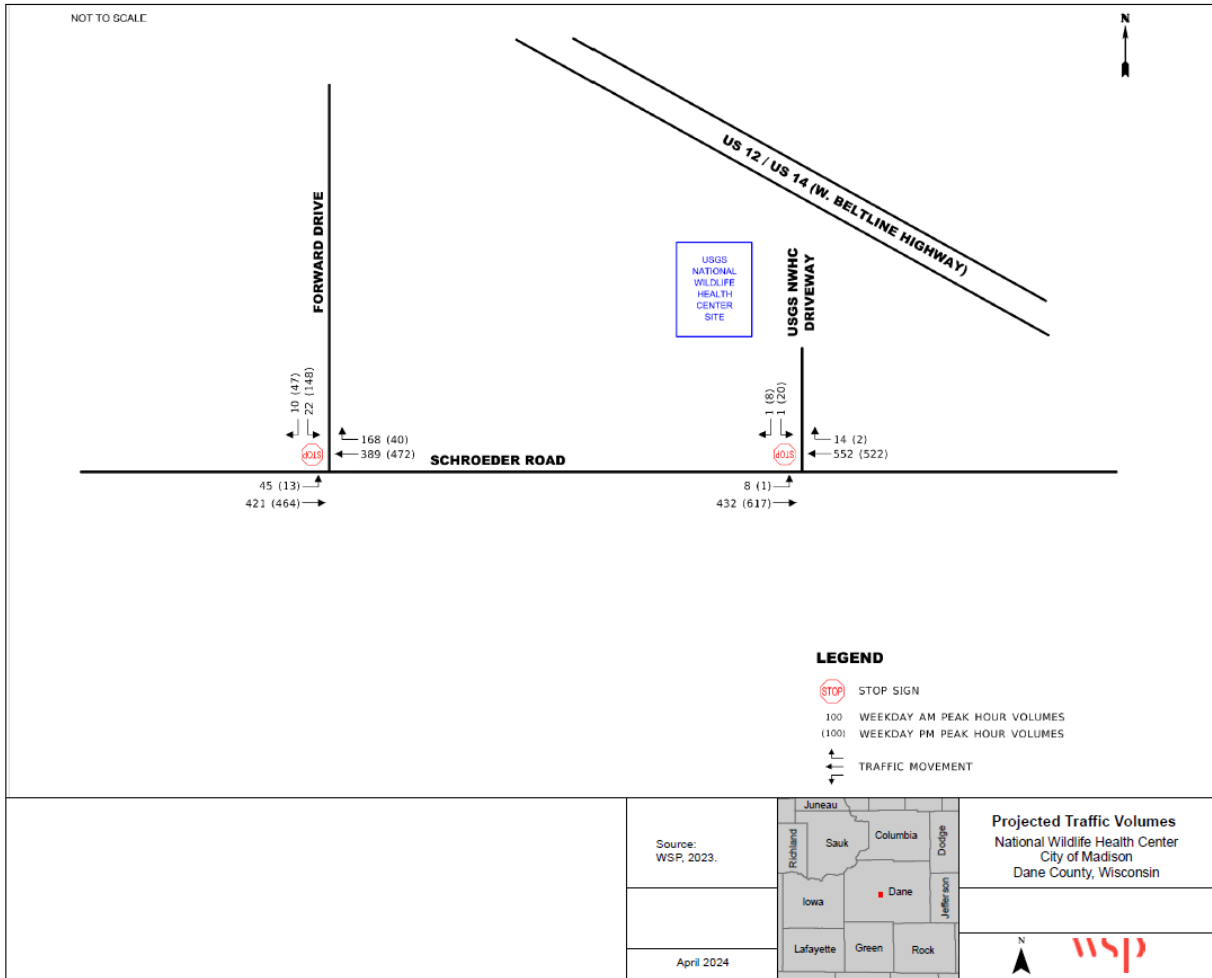 NOT TO SCALE
N
US 12 / US 14 (W. BELTLINE HIGHWAY)
FORWARD DRIVE
USGS
NATIONAL
WILDLIFE
HEALTH
CENTER
SITE
USGS NWHC
DRIVEWAY
10 (47)
22 (148)
168 (40)
389 (472)
STOP
SCHROEDER ROAD
45 (13)
421 (464)
1 (8)
1 (20)
14 (2)
552 (522)
STOP
8 (1)
432 (617)
LEGEND
STOP STOP SIGN
100 WEEKDAY AM PEAK HOUR VOLUMES
(100) WEEKDAY PM PEAK HOUR VOLUMES
TRAFFIC MOVEMENT
Source:
WSP, 2023.
April 2024
Juneau
Richland
Sauk
Columbia
Dodge
Iowa
Dane
Jefferson
Lafayette
Green
Rock
Projected Traffic Volumes
National Wildlife Health Center
City of Madison
Dane County, Wisconsin
N
wsp